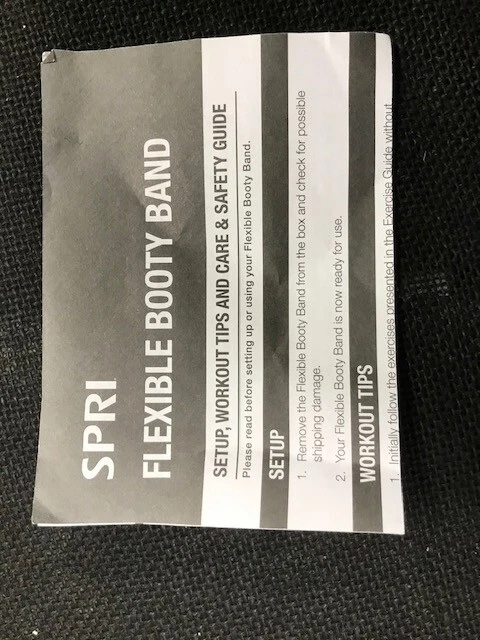 SPRI
FLEXIBLE BOOTY BAND
SETUP, WORKOUT TIPS AND CARE & SAFETY GUIDE
Please read before setting up or using your Flexible Booty Band.
SETUP
1. Remove the Flexible Booty Band from the box and check for possible
shipping damage.
2. Your Flexible Booty Band is now ready for use.
WORKOUT TIPS
1. Initially follow the exercises presented in the Exercise Guide without